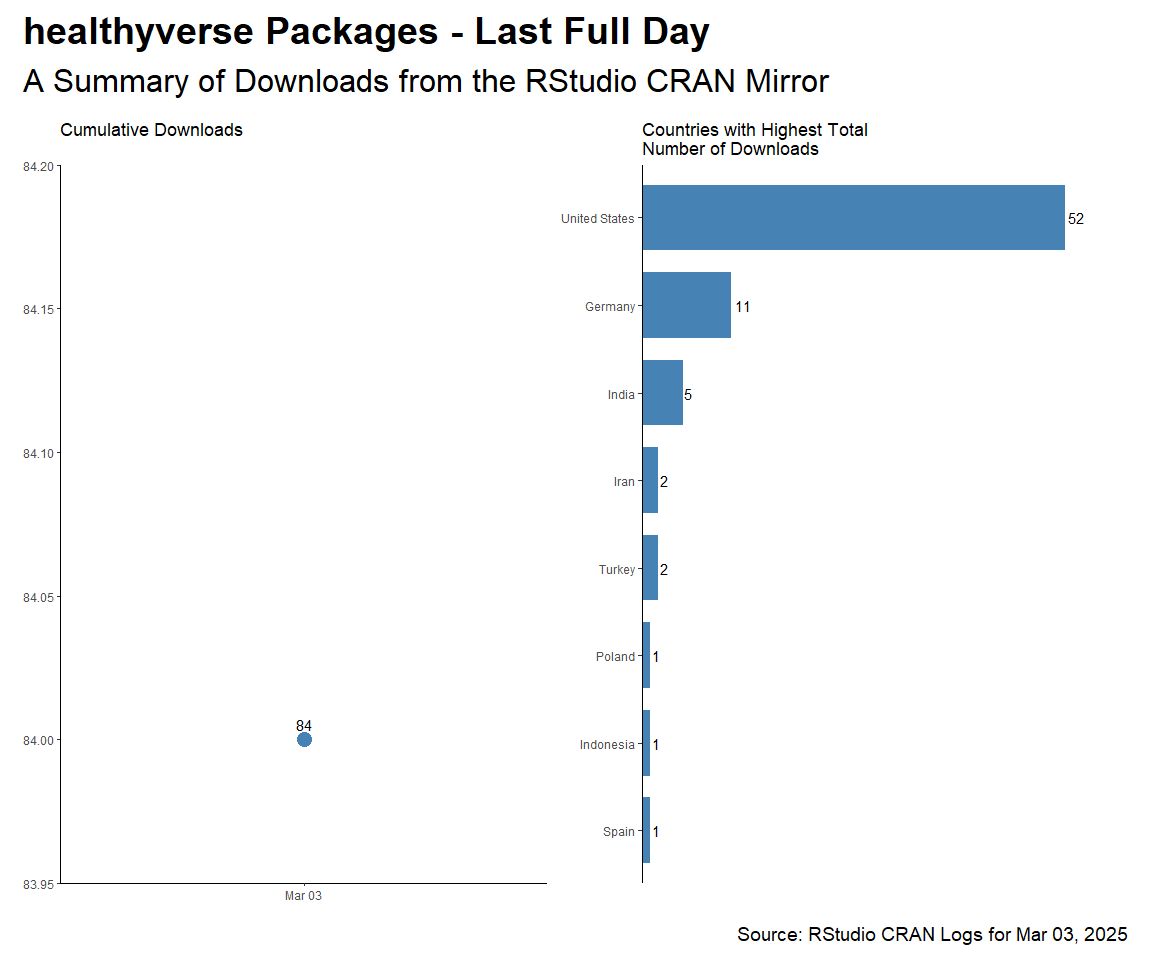 healthyverse Packages - Last Full Day
A Summary of Downloads from the RStudio CRAN Mirror
Cumulative Downloads
84.20
84.15
84.10
84.05
84.00
83.95
84
Mar 03
Countries with Highest Total
Number of Downloads
United States 52
Germany 11
India 5
Iran 2
Turkey 2
Poland 1
Indonesia 1
Spain 1
Source: RStudio CRAN Logs for Mar 03, 2025